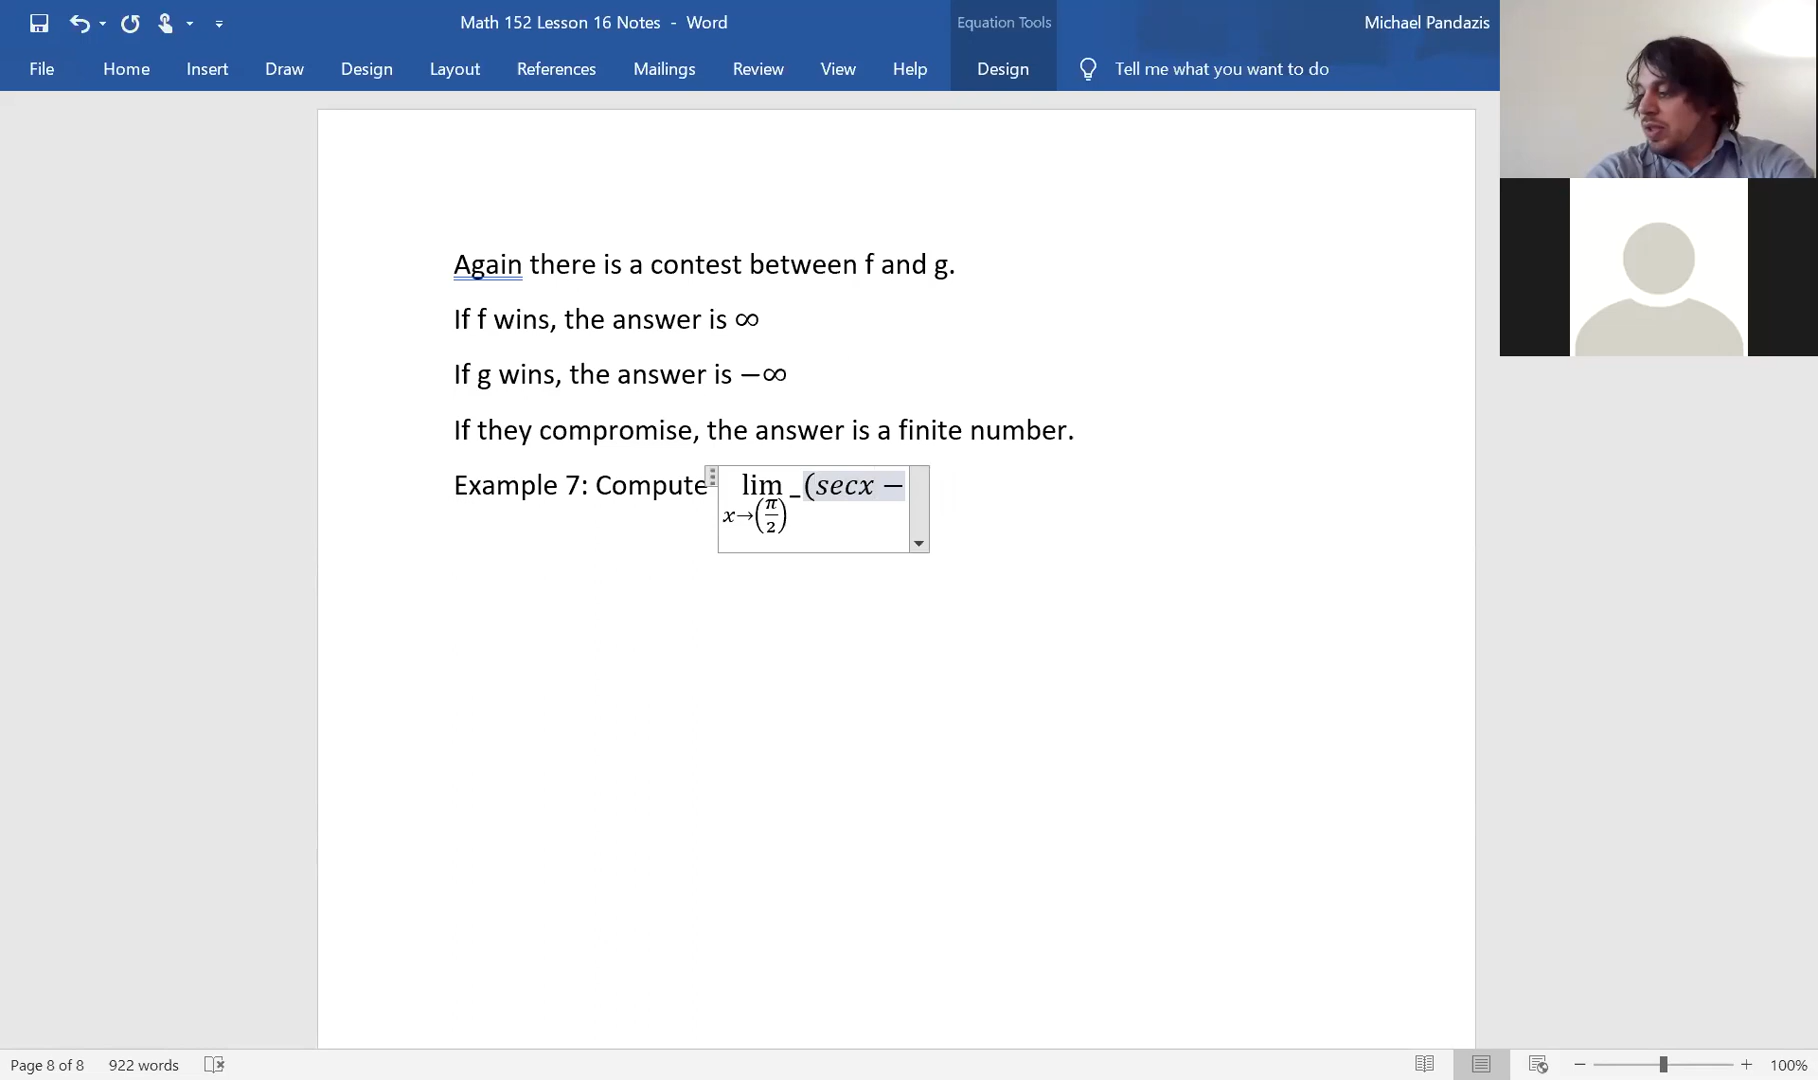 Math 152 Lesson 16 Notes - Word
Equation Tools
Michael Pandazis
File Home Insert Draw Design Layout References Mailings Review View Help Design Tell me what you want to do
Again there is a contest between f and g.
If f wins, the answer is ∞
If g wins, the answer is −∞
If they compromise, the answer is a finite number.
Example 7: Compute lim x→(π/2)⁻ (secx −
Page 8 of 8 922 words 100%